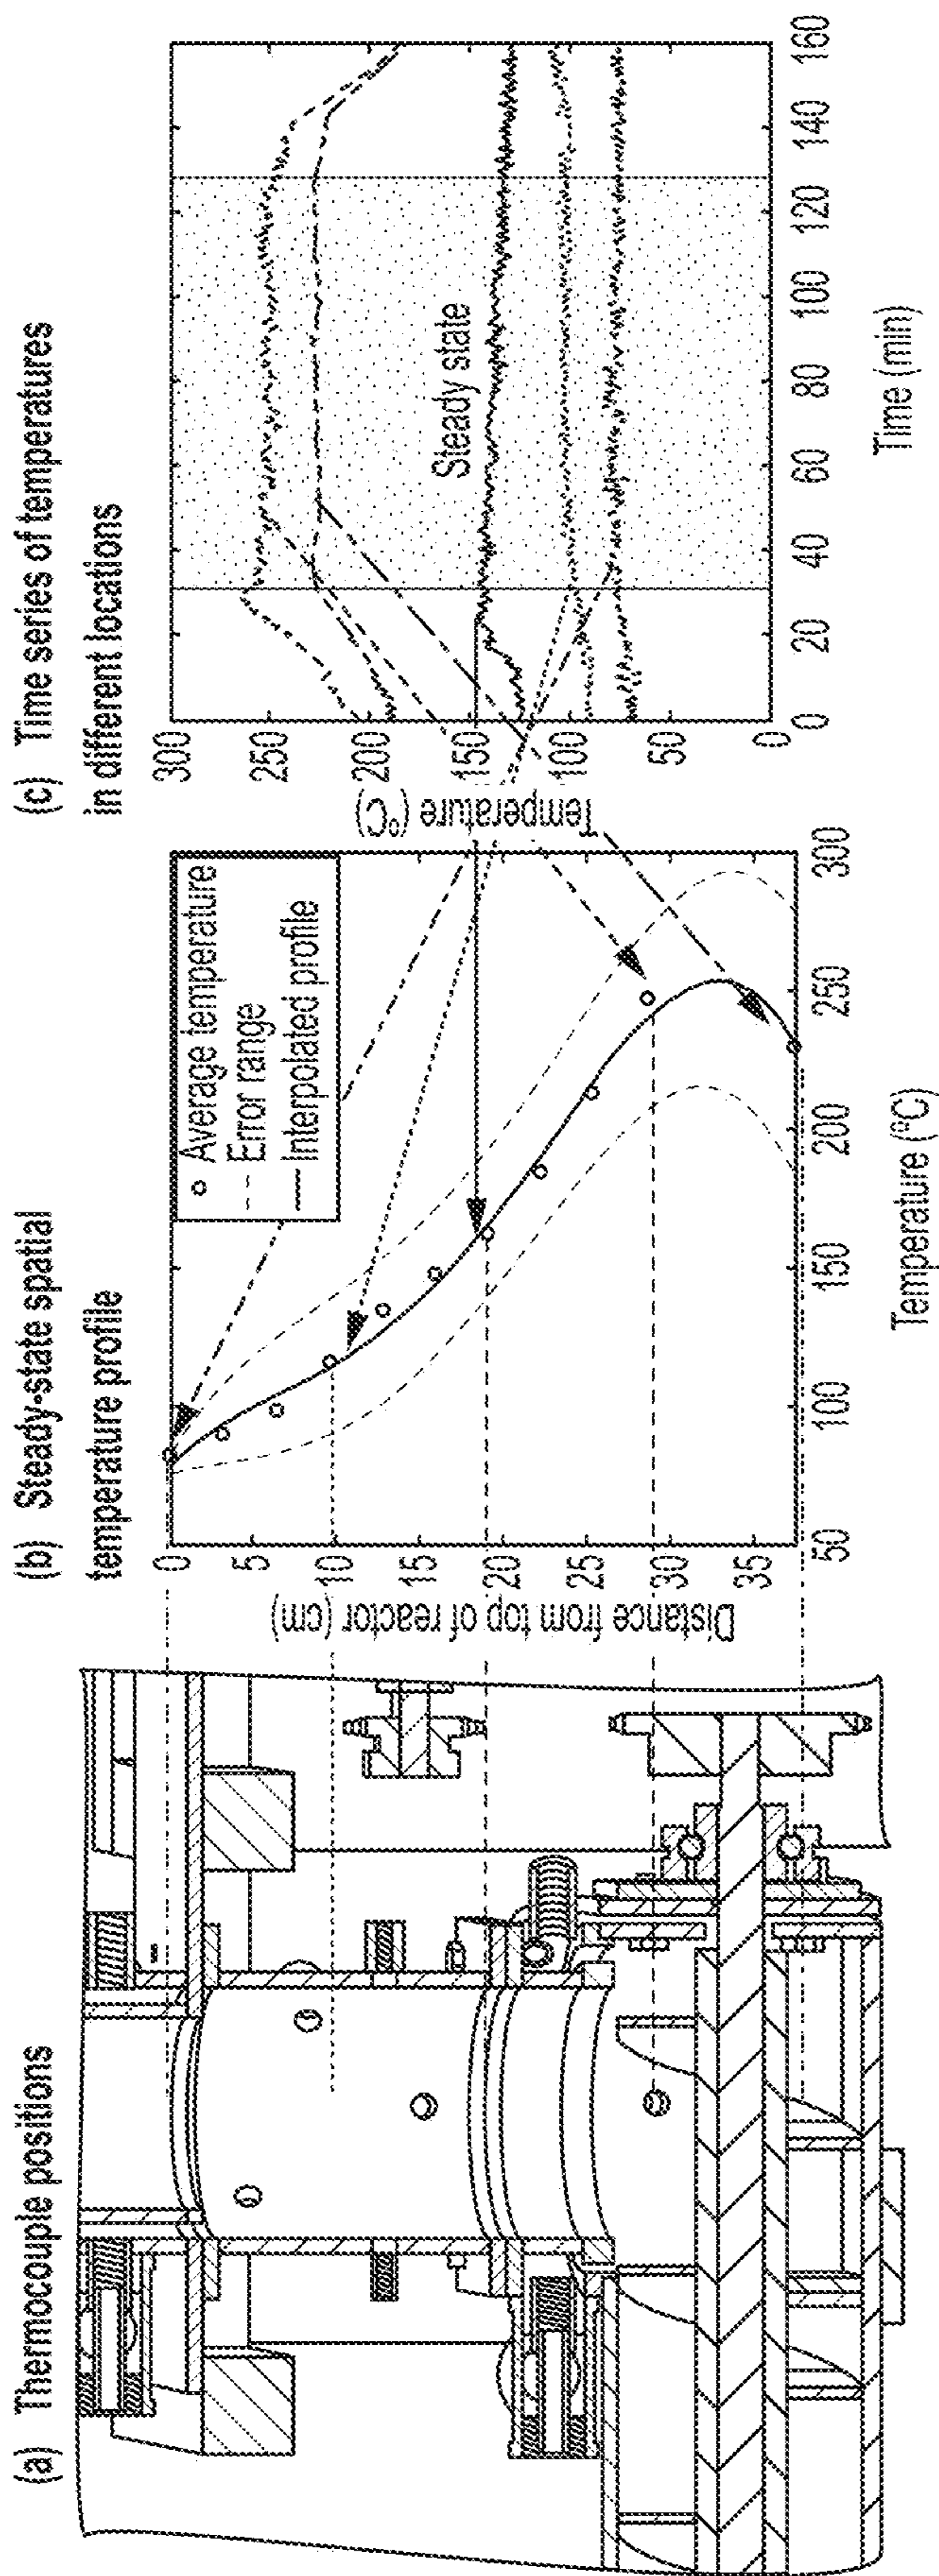 (a) Thermocouple positions
(b) Steady-state spatial
temperature profile
Distance from top of reactor (cm)
0
5
10
15
20
25
30
35
50
100
150
200
250
300
Temperature (°C)
Average temperature
Error range
Interpolated profile
(c) Time series of temperatures
in different locations
Temperature (°C)
300
250
200
150
100
50
0
0
20
40
60
80
100
120
140
160
Time (min)
Steady state